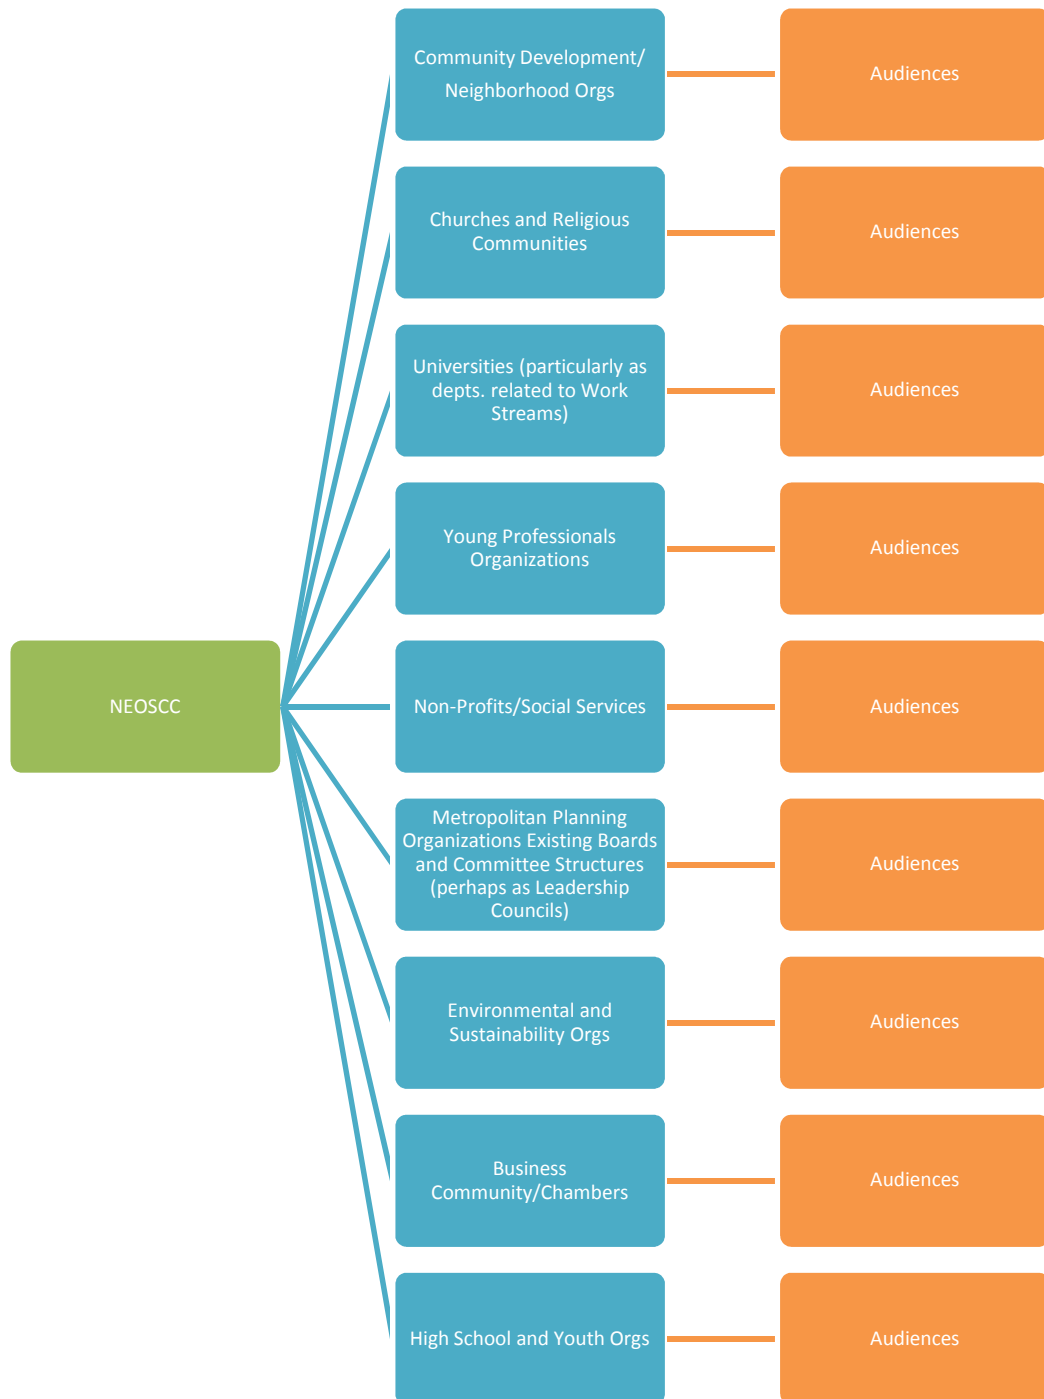 Community Development/
Neighborhood Orgs
Audiences
Churches and Religious
Communities
Audiences
Universities (particularly as
depts. related to Work
Streams)
Audiences
Young Professionals
Organizations
Audiences
NEOSCC
Non-Profits/Social Services
Audiences
Metropolitan Planning
Organizations Existing Boards
and Committee Structures
(perhaps as Leadership
Councils)
Audiences
Environmental and
Sustainability Orgs
Audiences
Business
Community/Chambers
Audiences
High School and Youth Orgs
Audiences